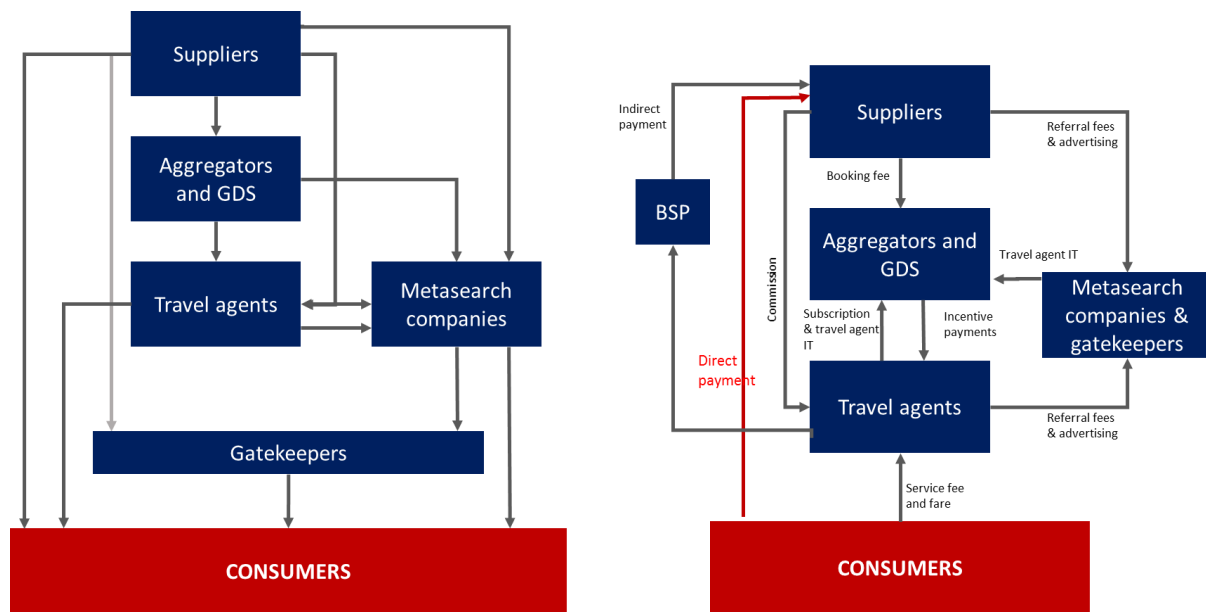 Suppliers
Aggregators
and GDS
Travel agents
Metasearch
companies
Gatekeepers
CONSUMERS
Indirect
payment
Suppliers
Referral fees
& advertising
Booking fee
BSP
Aggregators and
GDS
Travel agent IT
Commission
Metasearch
companies &
gatekeepers
Subscription
& travel agent
IT
Incentive
payments
Direct
payment
Travel agents
Referral fees
& advertising
Service fee
and fare
CONSUMERS